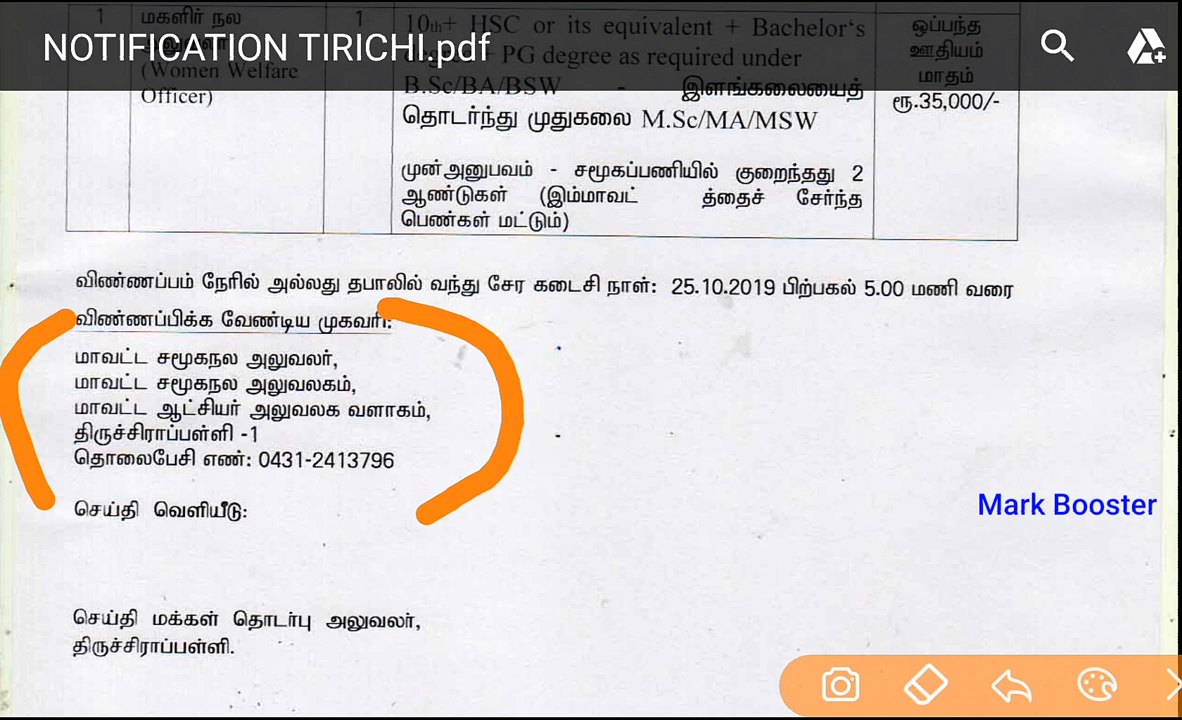 1 மகளிர் நல 1 10th+ HSC or its equivalent + Bachelor's ஒப்பந்த
NOTIFICATION TIRICHI.pdf
degree+ PG degree as required under ஊதியம்
(Women Welfare B.Sc/BA/BSW - இளங்கலையைத் மாதம்
Officer) தொடர்ந்து முதுகலை M.Sc/MA/MSW ரூ.35,000/-
முன்அனுபவம் - சமூகப்பணியில் குறைந்தது 2
ஆண்டுகள் (இம்மாவட் த்தைச் சேர்ந்த
பெண்கள் மட்டும்)
விண்ணப்பம் நேரில் அல்லது தபாலில் வந்து சேர கடைசி நாள்: 25.10.2019 பிற்பகல் 5.00 மணி வரை
விண்ணப்பிக்க வேண்டிய முகவரி:
மாவட்ட சமூகநல அலுவலர்,
மாவட்ட சமூகநல அலுவலகம்,
மாவட்ட ஆட்சியர் அலுவலக வளாகம்,
திருச்சிராப்பள்ளி -1
தொலைபேசி எண்: 0431-2413796
செய்தி வெளியீடு:
Mark Booster
செய்தி மக்கள் தொடர்பு அலுவலர்,
திருச்சிராப்பள்ளி.